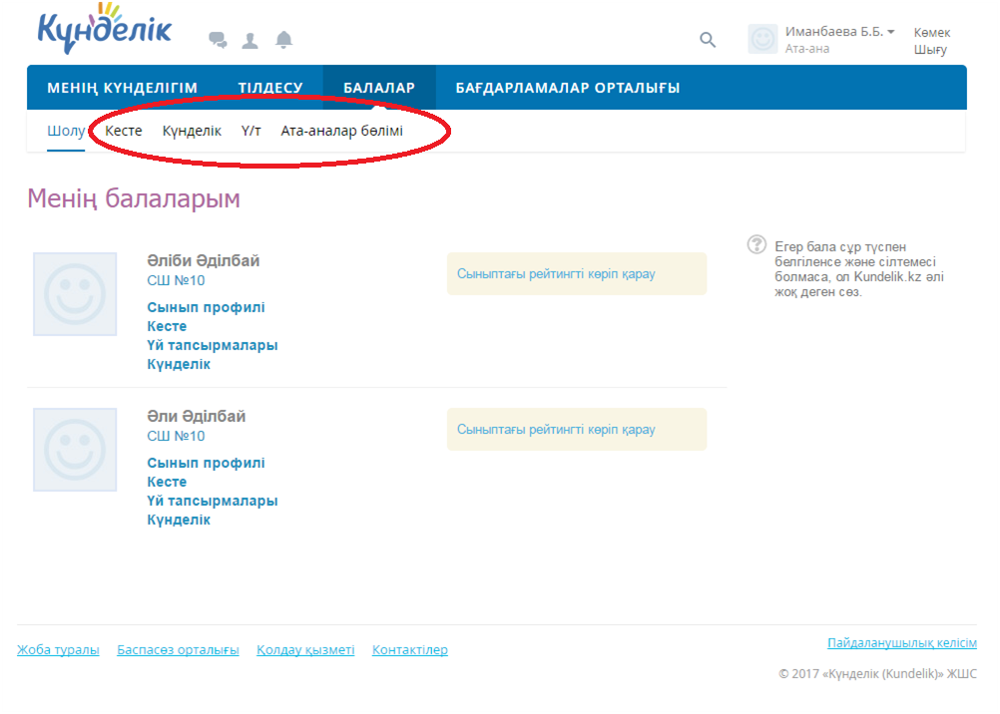 Күнделік
Иманбаева Б.Б.
Ата-ана
Көмек
Шығу
МЕНІҢ КҮНДЕЛІГІМ ТІЛДЕСУ БАЛАЛАР БАҒДАРЛАМАЛАР ОРТАЛЫҒЫ
Шолу Кесте Күнделік Ү/т Ата-аналар бөлімі
Менің балаларым
Әліби Әділбай
СШ №10
Сынып профилі
Кесте
Үй тапсырмалары
Күнделік
Сыныптағы рейтингті көріп қарау
Егер бала сұр түспен
белгіленсе және сілтемесі
болмаса, ол Kundelik.kz әлі
жоқ деген сөз.
Әли Әділбай
СШ №10
Сынып профилі
Кесте
Үй тапсырмалары
Күнделік
Сыныптағы рейтингті көріп қарау
Жоба туралы Баспасөз орталығы Қолдау қызметі Контактілер
Пайдаланушылық келісім
© 2017 «Күнделік (Kundelik)» ЖШС